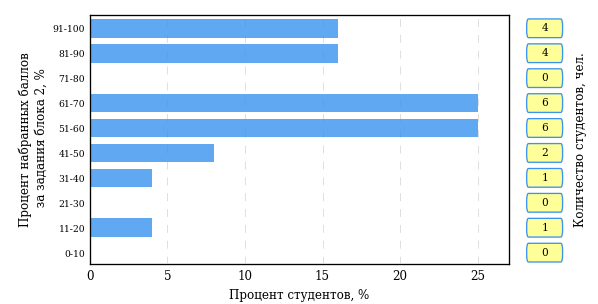 91-100 4
81-90 4
71-80 0
61-70 6
51-60 6
41-50 2
31-40 1
21-30 0
11-20 1
0-10 0
0 5 10 15 20 25
Процент студентов, %
Процент набранных баллов
за задания блока 2, %
Количество студентов, чел.